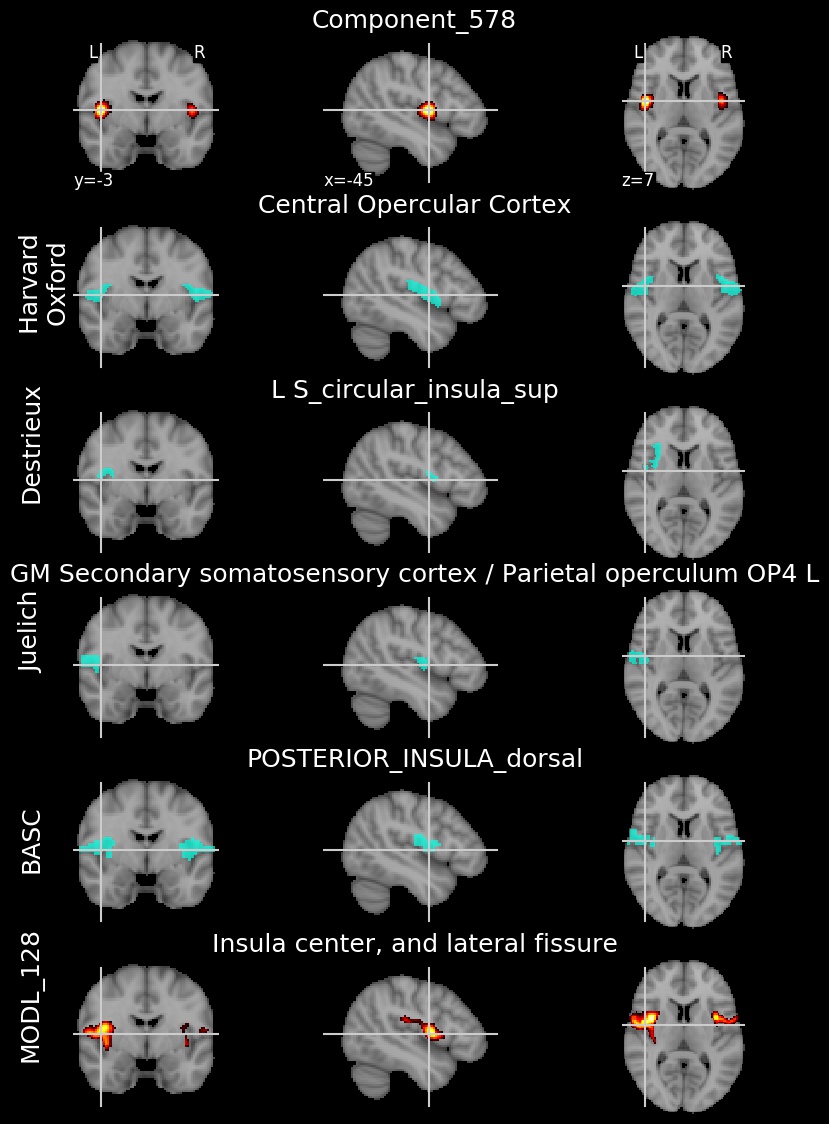 Component_578
L R L R
y=-3 x=-45 z=7
Central Opercular Cortex
Harvard
Oxford
L S_circular_insula_sup
Destrieux
GM Secondary somatosensory cortex / Parietal operculum OP4 L
Juelich
POSTERIOR_INSULA_dorsal
BASC
Insula center, and lateral fissure
MODL_128